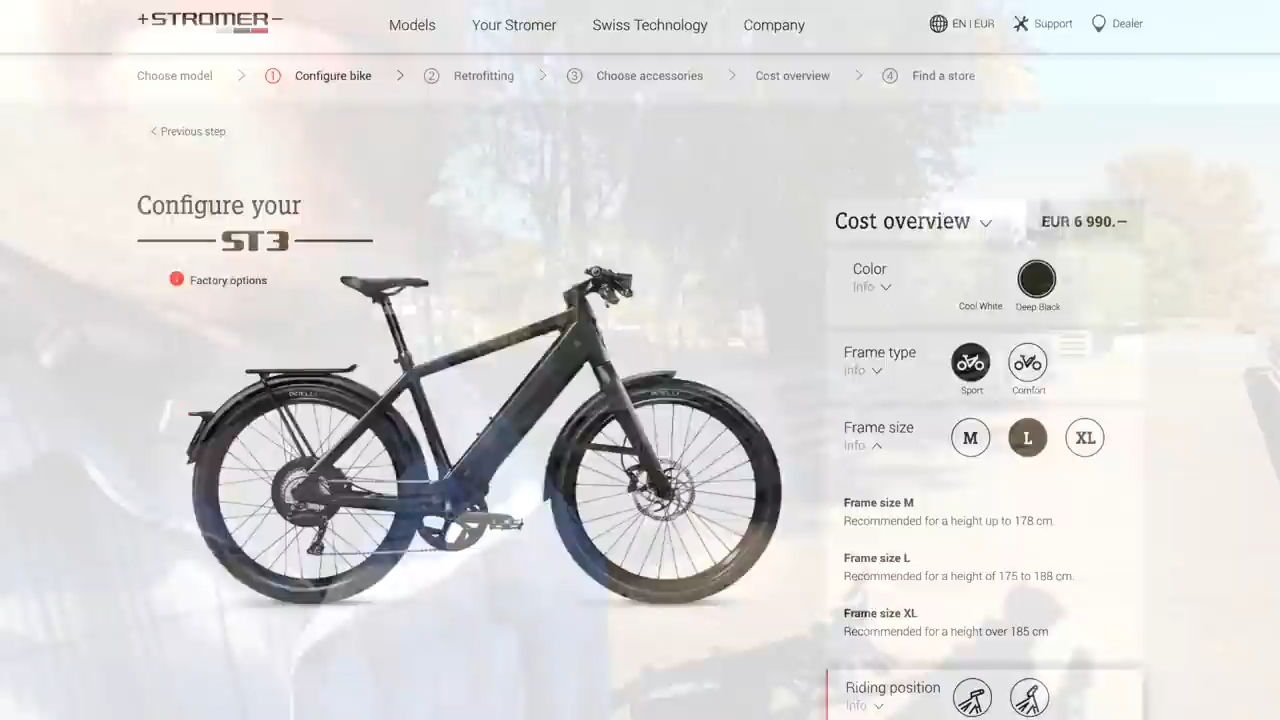 STROMER
Models
Your Stromer
Swiss Technology
Company
EN | EUR
Support
Dealer
Choose model
1 Configure bike
2 Retrofitting
3 Choose accessories
Cost overview
4 Find a store
< Previous step
Configure your
ST3
Factory options
Cost overview
EUR 6 990.–
Color
Info
Cool White
Deep Black
Frame type
Info
Sport
Comfort
Frame size
Info
M
L
XL
Frame size M
Recommended for a height up to 178 cm.
Frame size L
Recommended for a height of 175 to 188 cm.
Frame size XL
Recommended for a height over 185 cm
Riding position
Info